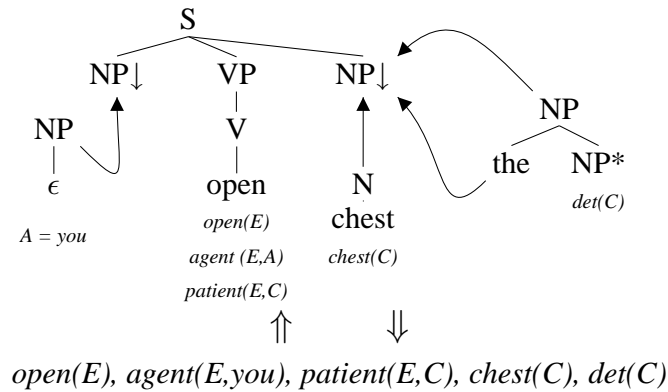 S
NP↓ VP NP↓
NP V NP
ϵ open N the NP*
chest det(C)
A = you open(E) chest(C)
agent (E,A)
patient(E,C)
⇑ ⇓
open(E), agent(E,you), patient(E,C), chest(C), det(C)